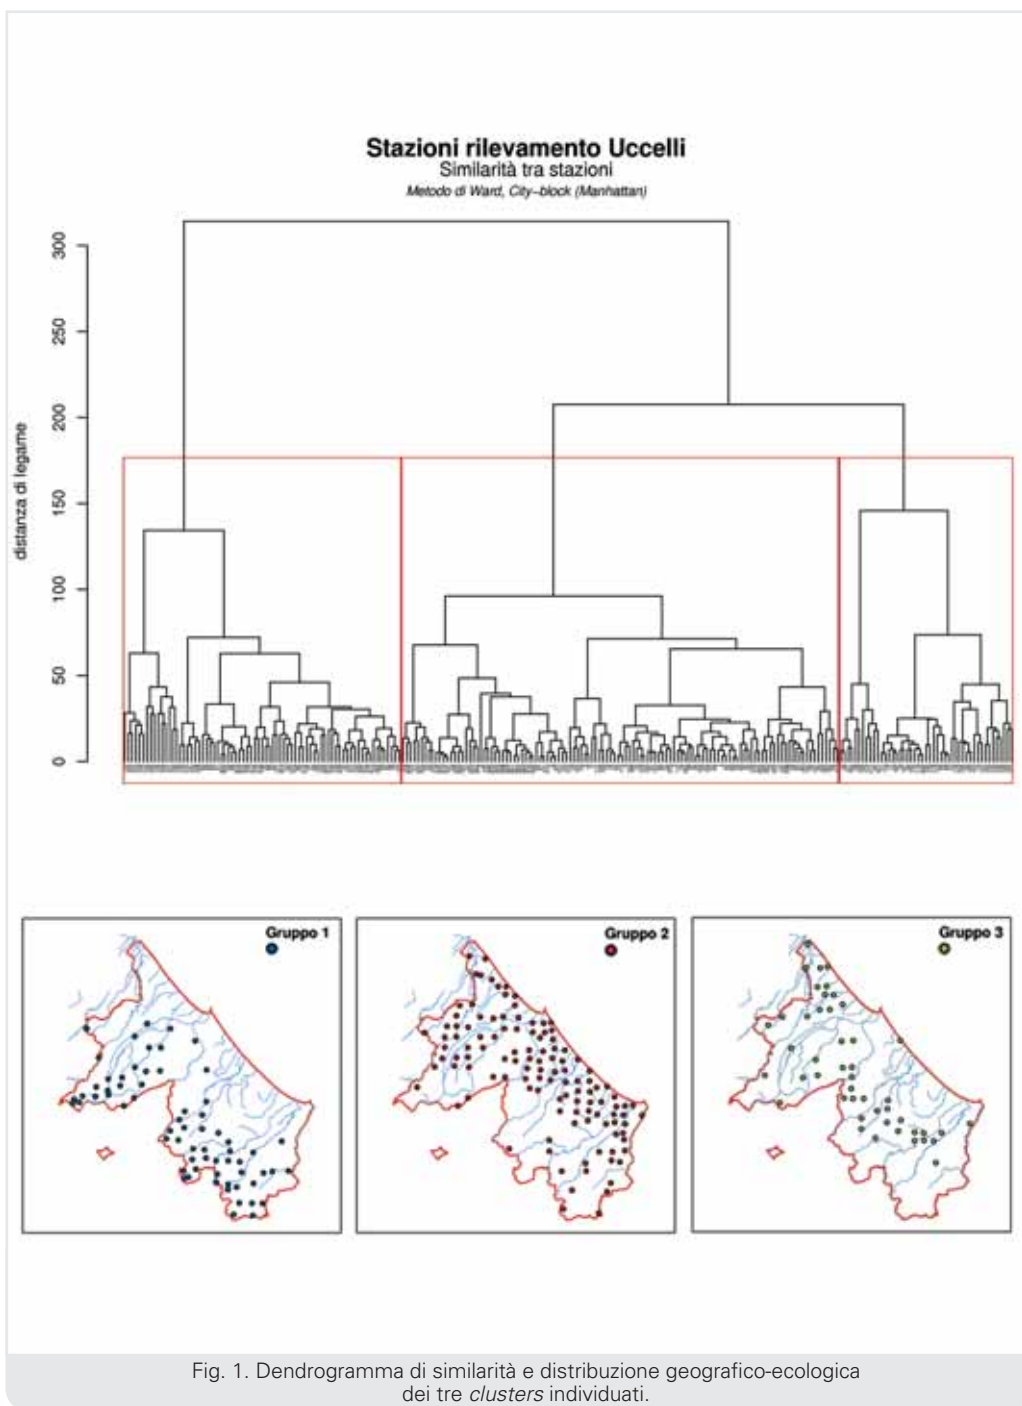 Stazioni rilevamento Uccelli
Similarità tra stazioni
Metodo di Ward, City-block (Manhattan)
distanza di legame
300
250
200
150
100
50
0
Gruppo 1
Gruppo 2
Gruppo 3
Fig. 1. Dendrogramma di similarità e distribuzione geografico-ecologica
dei tre clusters individuati.